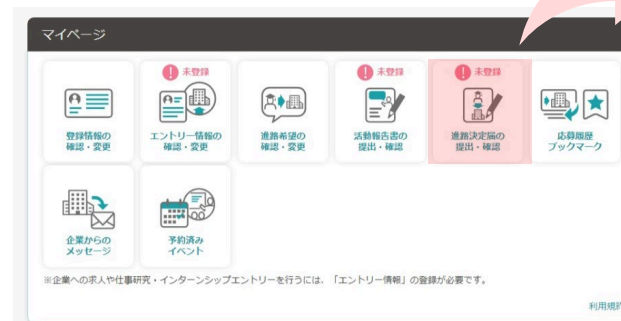 マイページ
未登録
未登録
未登録
登録情報の
確認・変更
エントリー情報の
確認・変更
進路希望の
確認・変更
活動報告書の
提出・確認
進路決定届の
提出・確認
応募履歴
ブックマーク
企業からの
メッセージ
予約済み
イベント
※企業への求人や仕事研究・インターンシップエントリーを行うには、「エントリー情報」の登録が必要です。
利用規約